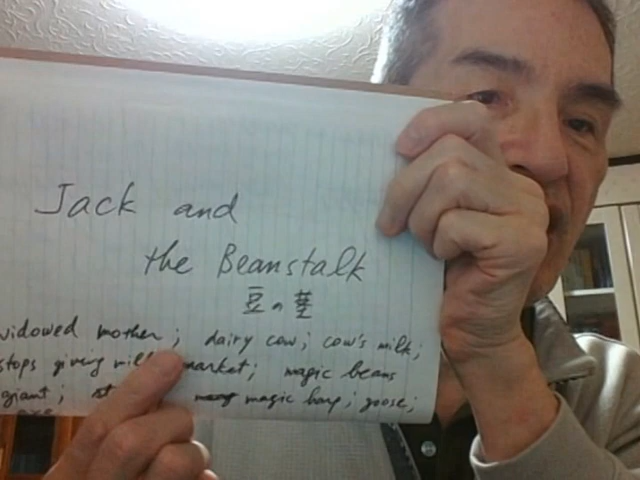 Jack and
the Beanstalk
豆の茎
widowed mother; dairy cow; cow's milk;
stops giving milk market; magic beans
giant; magic harp; goose;
axe